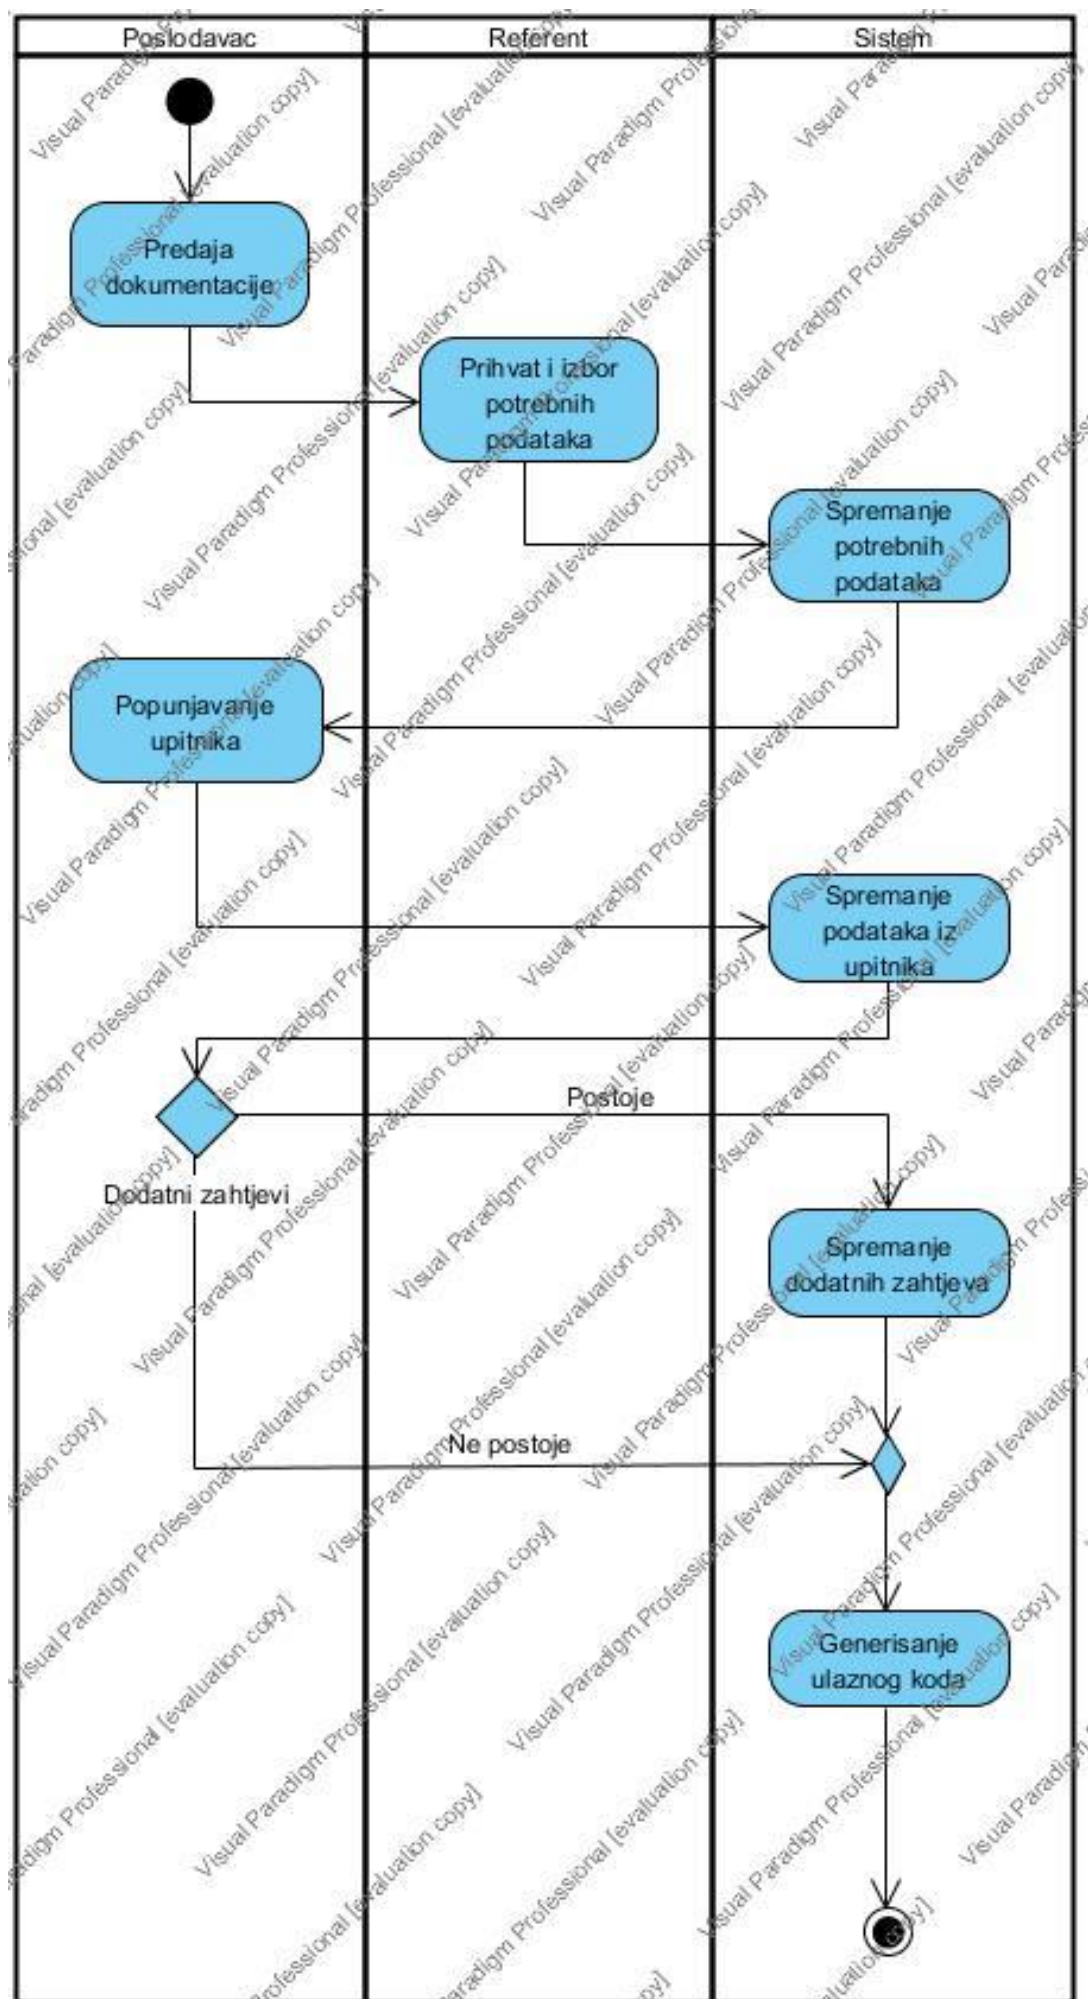 Poslodavac
Referent
Sistem
Predaja
dokumentacije
Prihvat i izbor
potrebnih
podataka
Spremanje
potrebnih
podataka
Popunjavanje
upitnika
Spremanje
podataka iz
upitnika
Postoje
Dodatni zahtjevi
Spremanje
dodatnih zahtjeva
Ne postoje
Generisanje
ulaznog koda
Visual Paradigm Professional [evaluation copy]